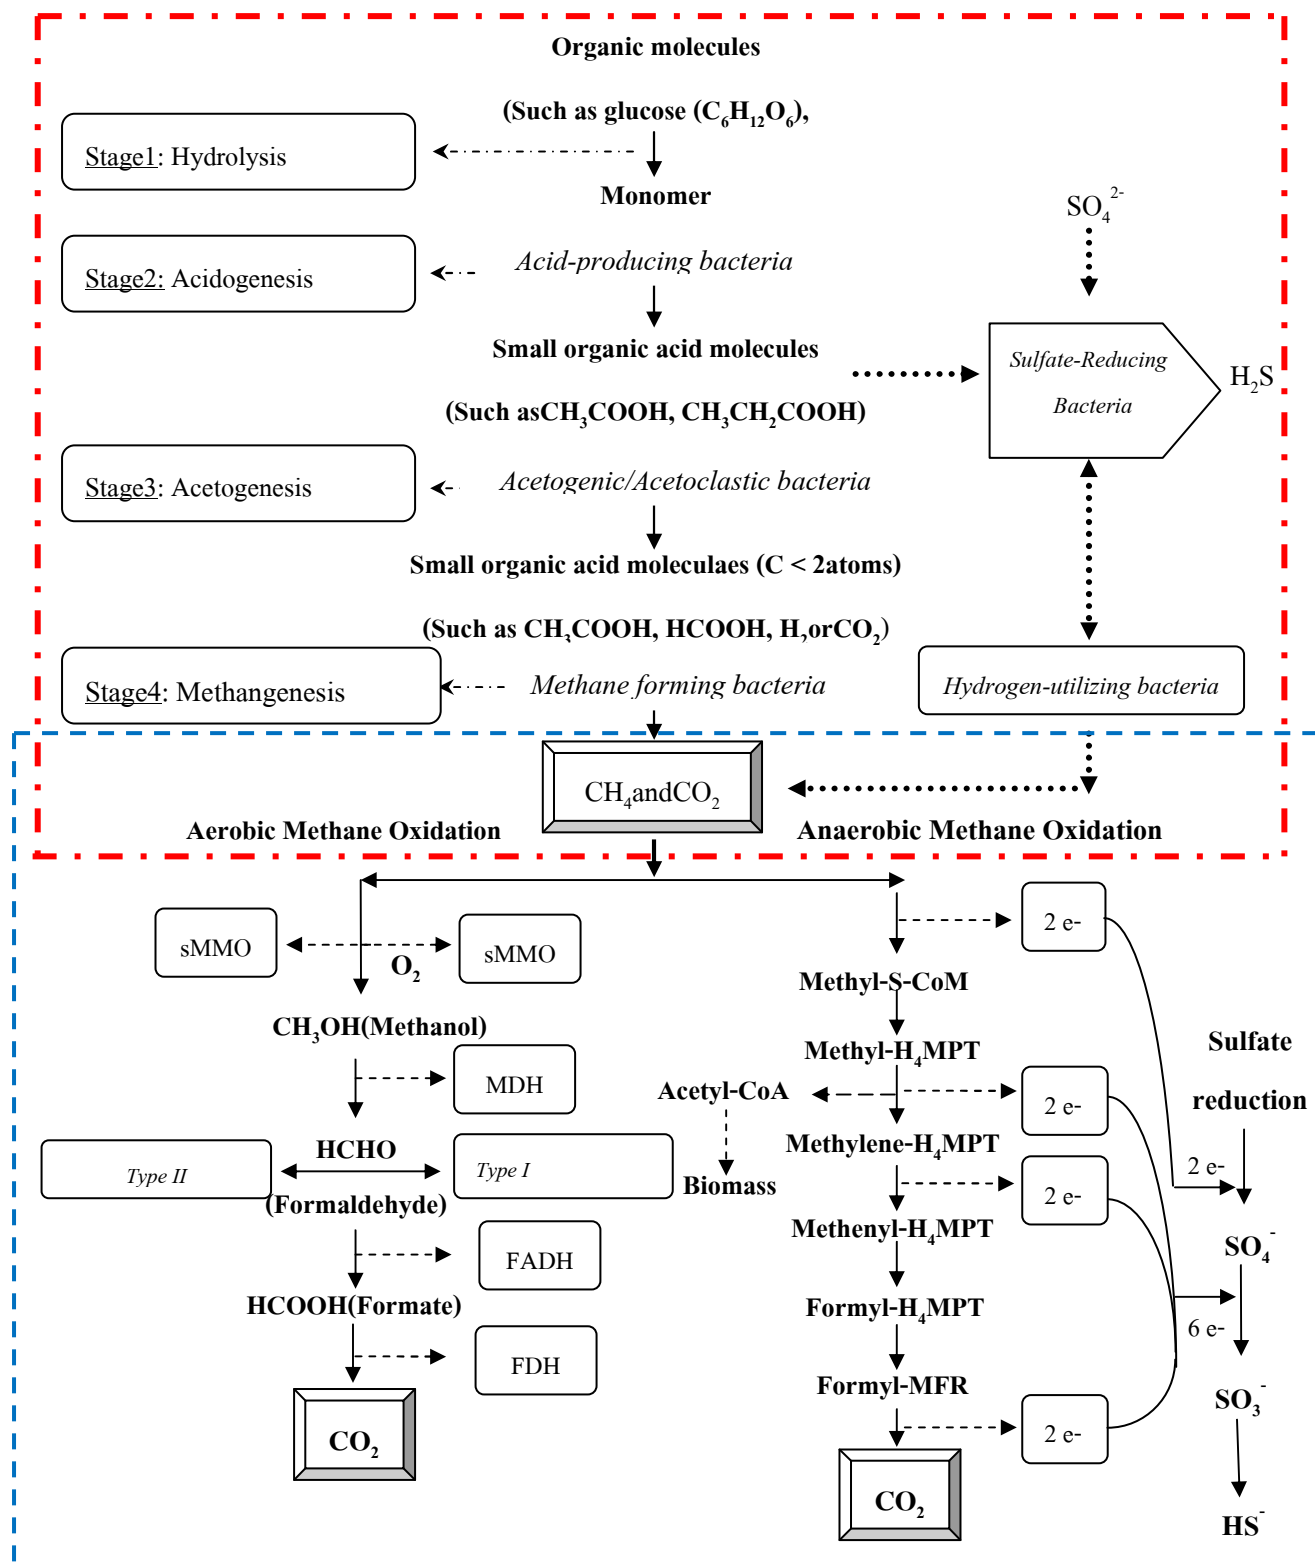 Organic molecules
(Such as glucose (C₆H₁₂O₆),
Stage1: Hydrolysis
Monomer
SO₄²⁻
Stage2: Acidogenesis
Acid-producing bacteria
Small organic acid molecules
Sulfate-Reducing
Bacteria
H₂S
(Such asCH₃COOH, CH₃CH₂COOH)
Stage3: Acetogenesis
Acetogenic/Acetoclastic bacteria
Small organic acid moleculaes (C < 2atoms)
(Such as CH₃COOH, HCOOH, H₂orCO₂)
Stage4: Methangenesis
Methane forming bacteria
Hydrogen-utilizing bacteria
CH₄andCO₂
Aerobic Methane Oxidation
Anaerobic Methane Oxidation
sMMO
O₂
sMMO
CH₃OH(Methanol)
MDH
HCHO
Type II
Type I
(Formaldehyde)
FADH
HCOOH(Formate)
FDH
CO₂
2 e-
Methyl-S-CoM
Methyl-H₄MPT
Acetyl-CoA
2 e-
Methylene-H₄MPT
Biomass
2 e-
Methenyl-H₄MPT
Formyl-H₄MPT
Formyl-MFR
2 e-
CO₂
Sulfate
reduction
2 e-
SO₄⁻
6 e-
SO₃⁻
HS⁻